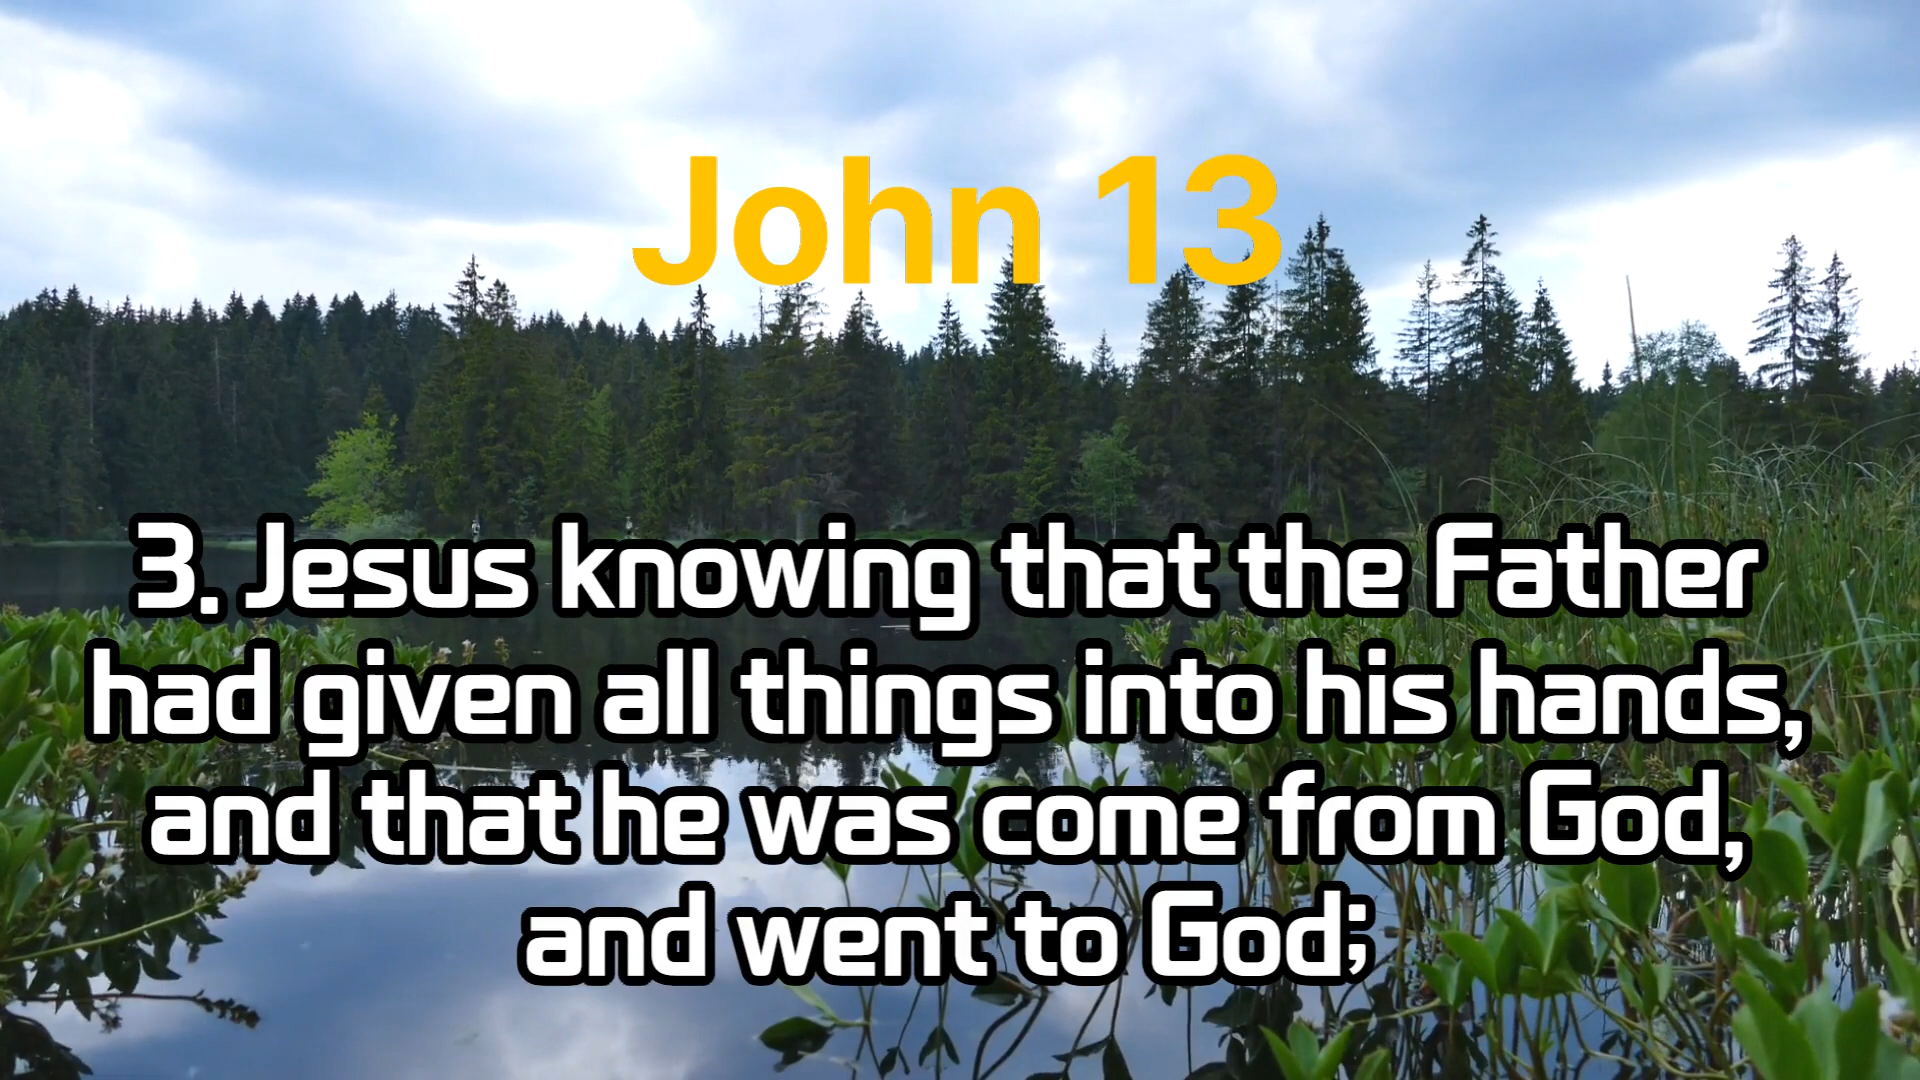 John 13
3. Jesus knowing that the Father
had given all things into his hands,
and that he was come from God,
and went to God;